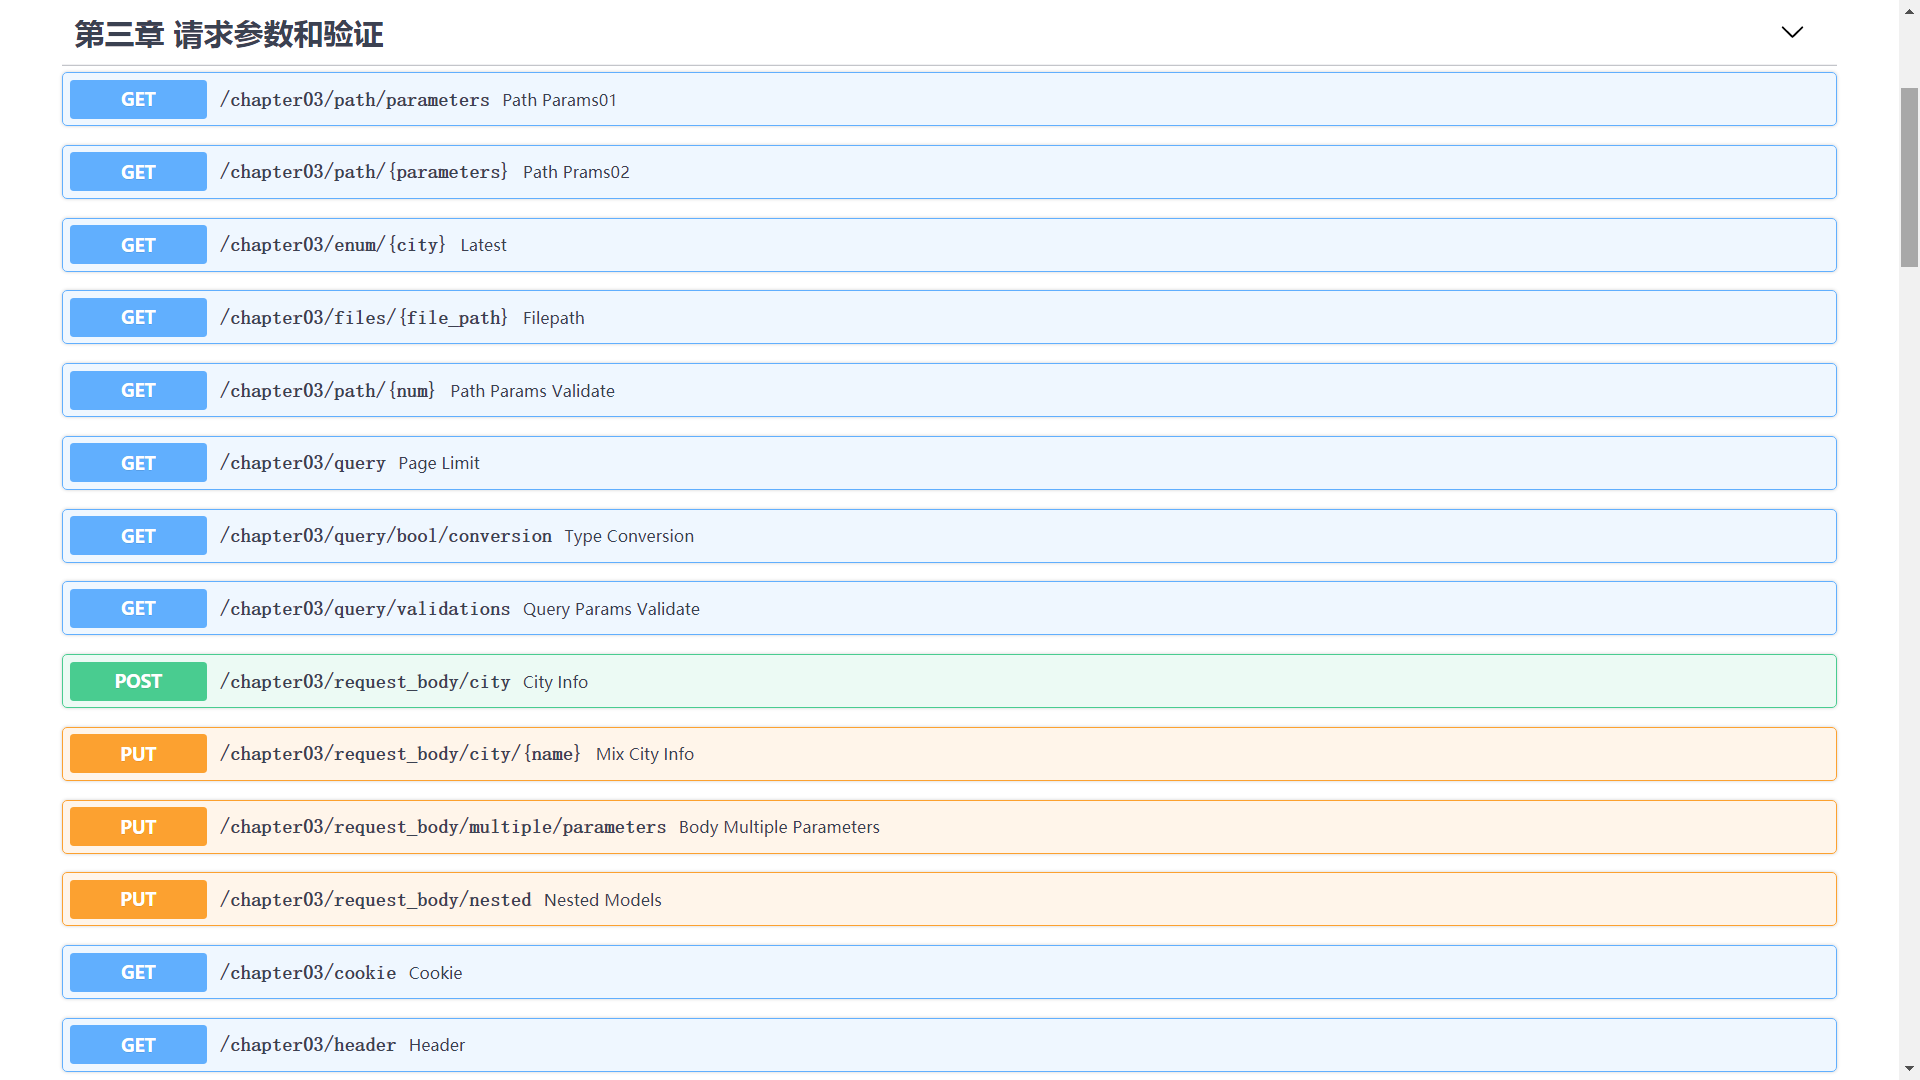 第三章 请求参数和验证
GET /chapter03/path/parameters Path Params01
GET /chapter03/path/{parameters} Path Prams02
GET /chapter03/enum/{city} Latest
GET /chapter03/files/{file_path} Filepath
GET /chapter03/path/{num} Path Params Validate
GET /chapter03/query Page Limit
GET /chapter03/query/bool/conversion Type Conversion
GET /chapter03/query/validations Query Params Validate
POST /chapter03/request_body/city City Info
PUT /chapter03/request_body/city/{name} Mix City Info
PUT /chapter03/request_body/multiple/parameters Body Multiple Parameters
PUT /chapter03/request_body/nested Nested Models
GET /chapter03/cookie Cookie
GET /chapter03/header Header